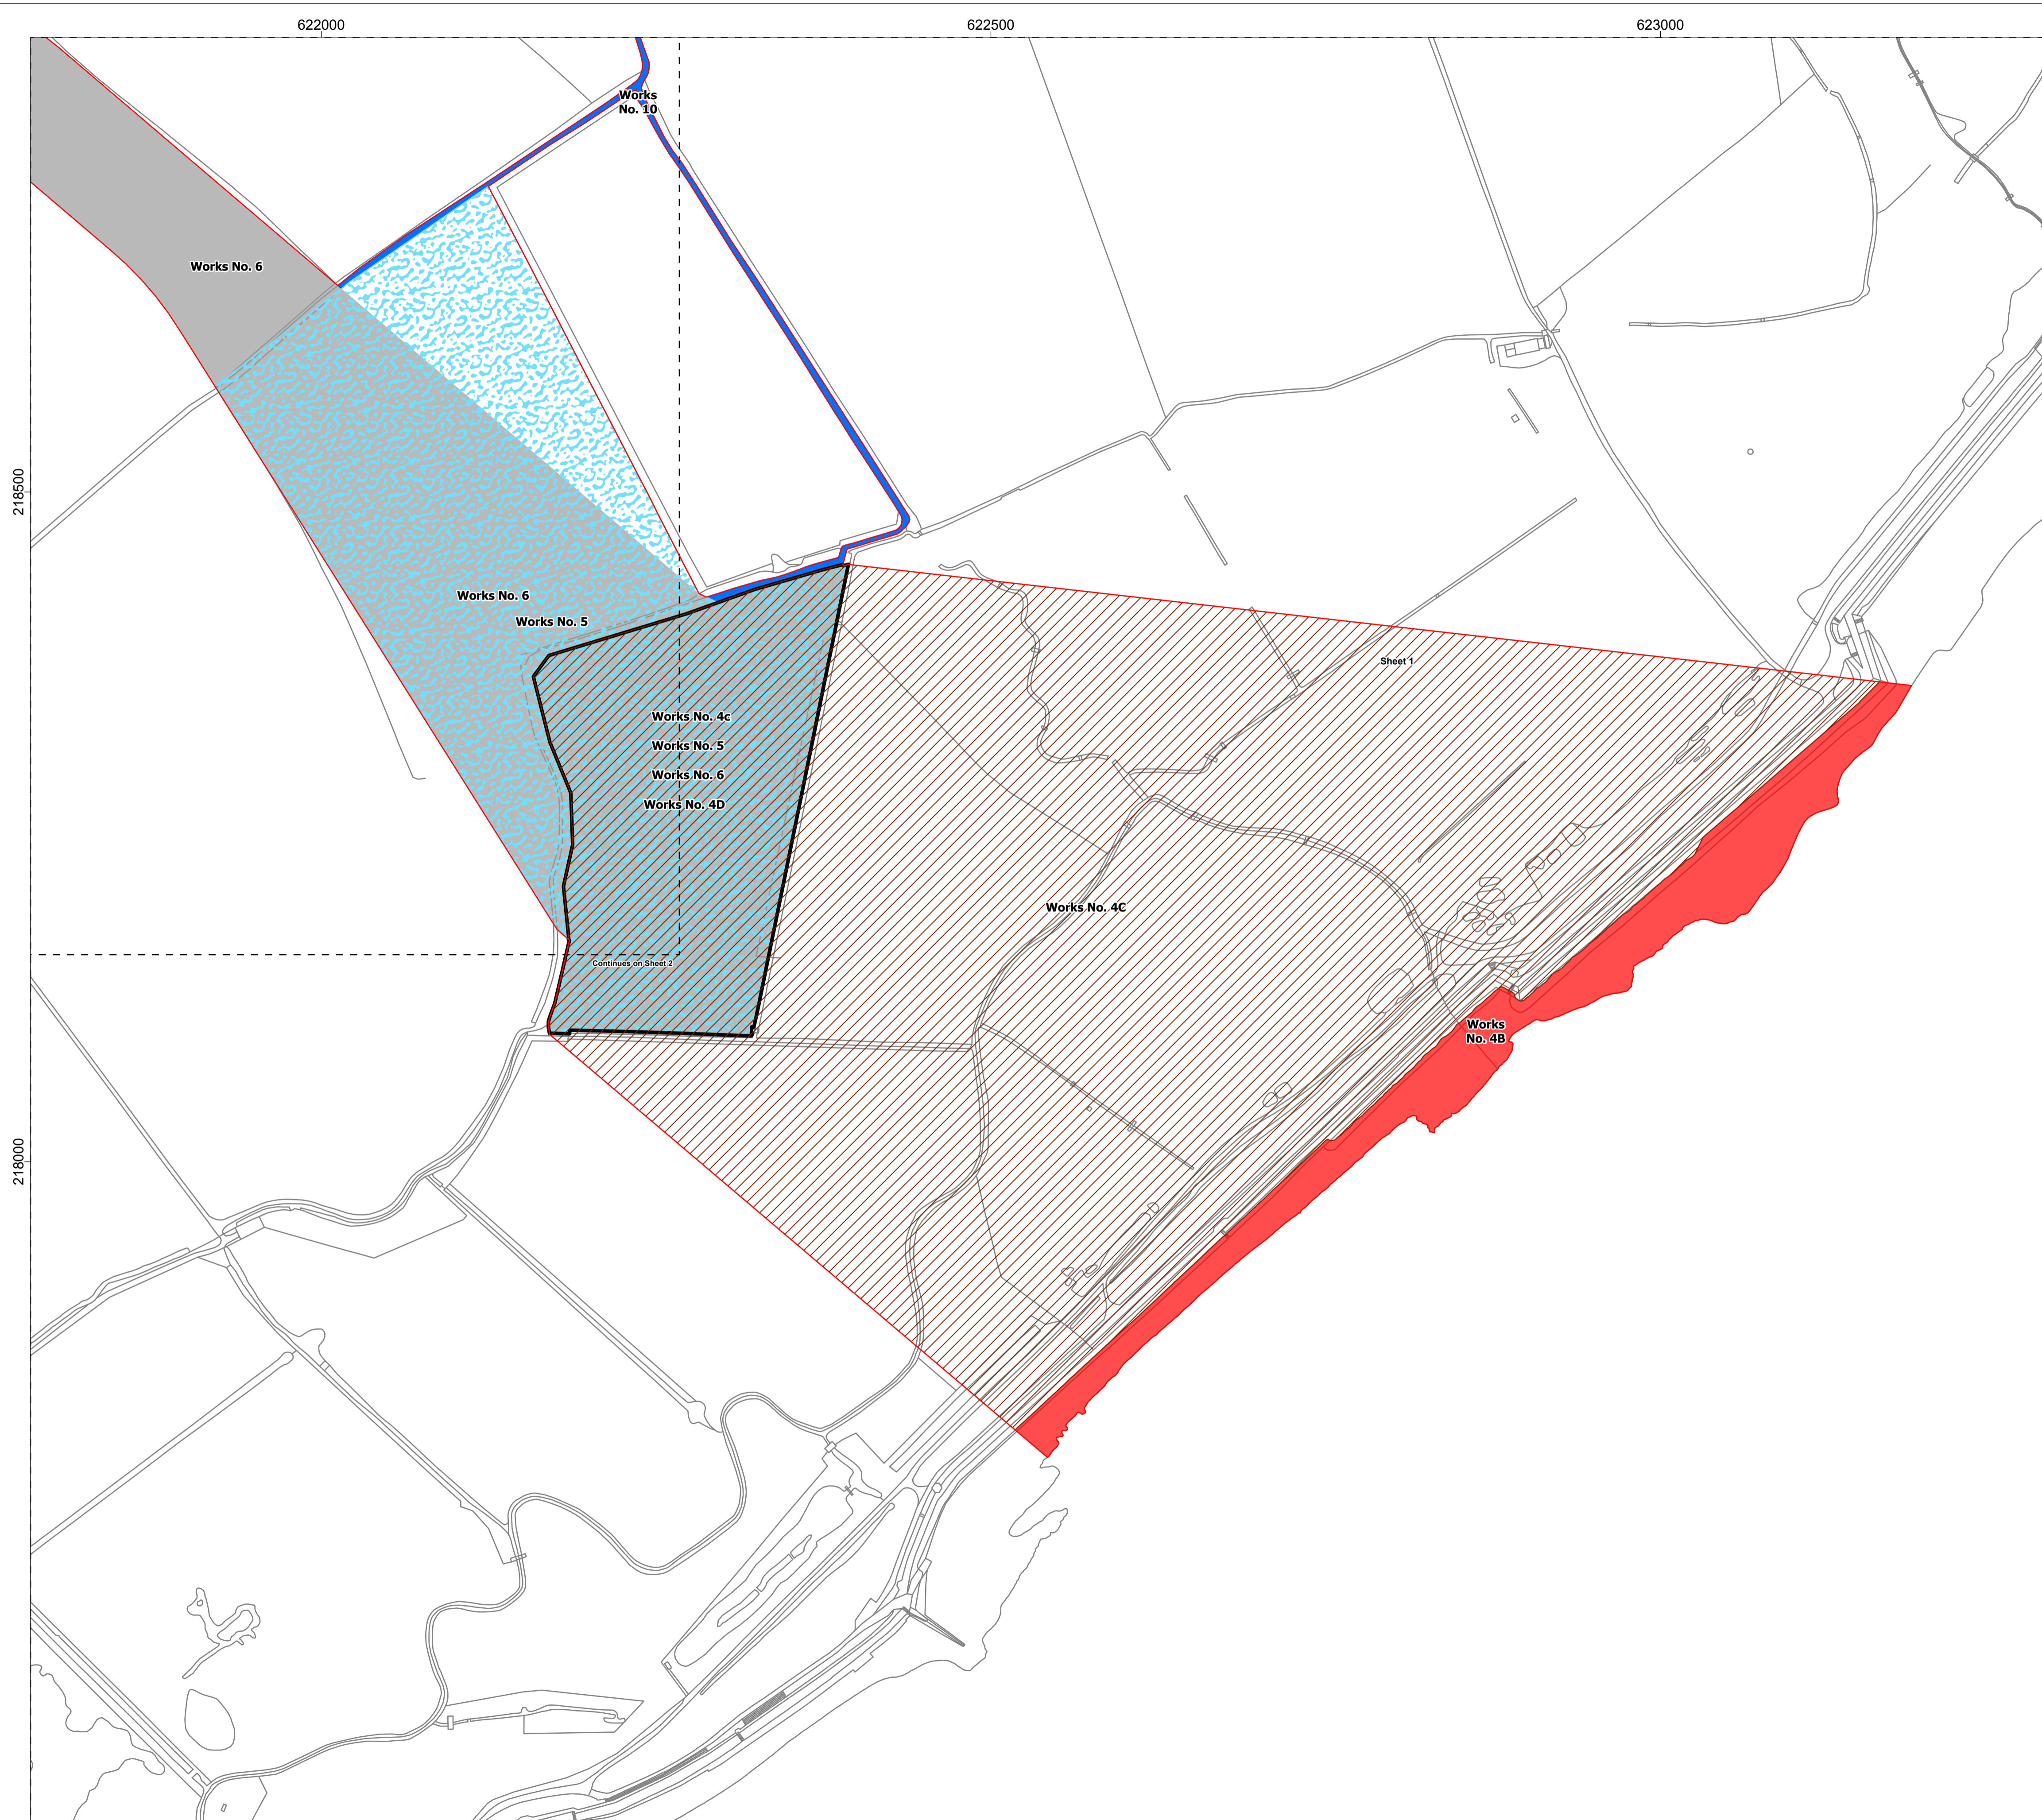 622000
622500
623000
Works
No. 10
Works No. 6
218500
Works No. 6
Works No. 5
Sheet 1
Works No. 4c
Works No. 5
Works No. 6
Works No. 4D
Works No. 4C
Continues on Sheet 2
Works
No. 4B
218000